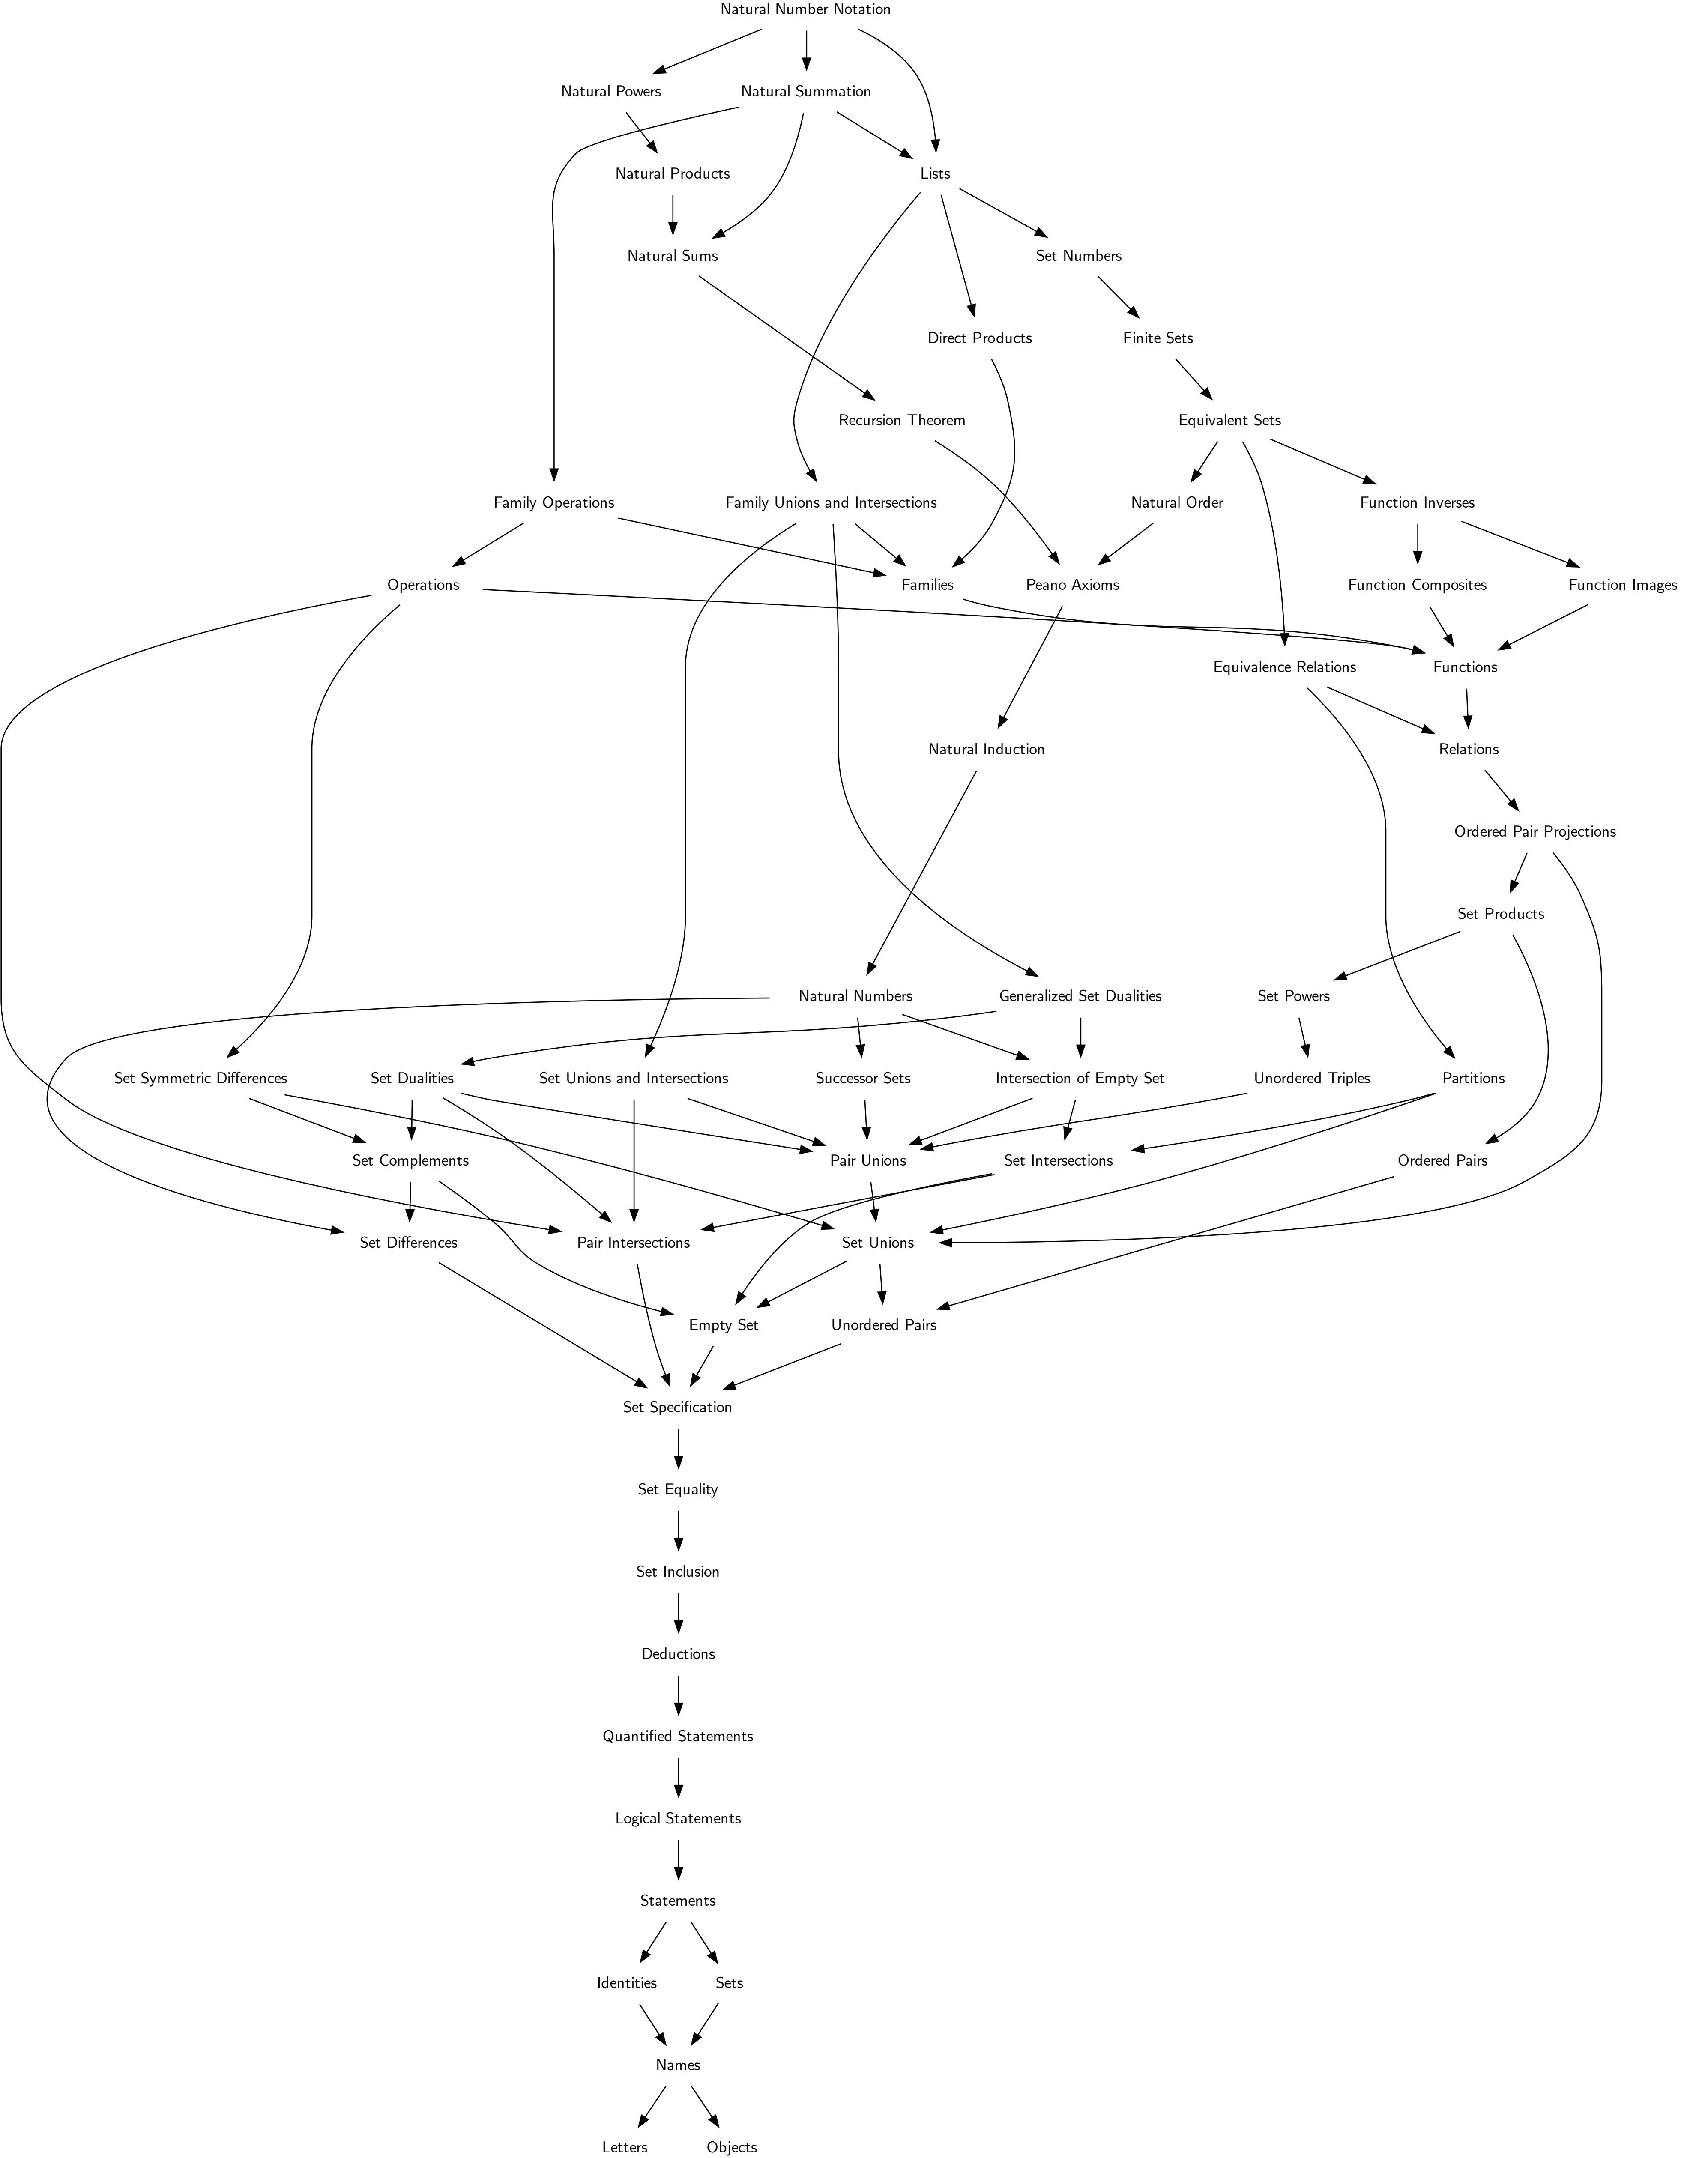 Natural Number Notation
Natural Powers
Natural Summation
Natural Products
Lists
Natural Sums
Set Numbers
Direct Products
Finite Sets
Recursion Theorem
Equivalent Sets
Family Operations
Family Unions and Intersections
Natural Order
Function Inverses
Operations
Families
Peano Axioms
Function Composites
Function Images
Equivalence Relations
Functions
Natural Induction
Relations
Ordered Pair Projections
Set Products
Natural Numbers
Generalized Set Dualities
Set Powers
Set Symmetric Differences
Set Dualities
Set Unions and Intersections
Successor Sets
Intersection of Empty Set
Unordered Triples
Partitions
Set Complements
Pair Unions
Set Intersections
Ordered Pairs
Set Differences
Pair Intersections
Set Unions
Empty Set
Unordered Pairs
Set Specification
Set Equality
Set Inclusion
Deductions
Quantified Statements
Logical Statements
Statements
Identities
Sets
Names
Letters
Objects